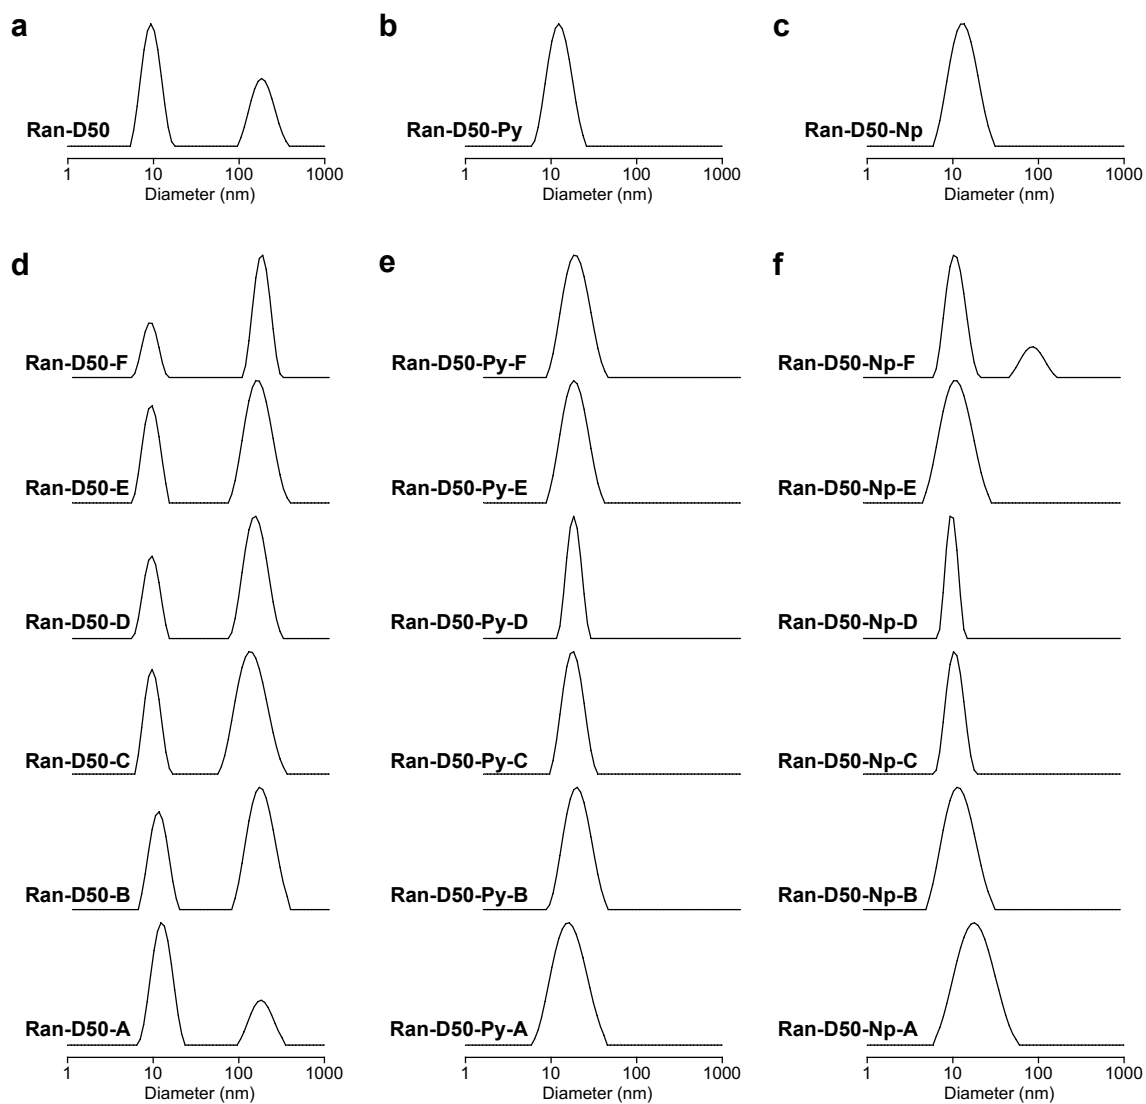 a
b
c
Ran-D50
Ran-D50-Py
Ran-D50-Np
1 10 100 1000
1 10 100 1000
1 10 100 1000
Diameter (nm)
Diameter (nm)
Diameter (nm)
d
e
f
Ran-D50-F
Ran-D50-Py-F
Ran-D50-Np-F
Ran-D50-E
Ran-D50-Py-E
Ran-D50-Np-E
Ran-D50-D
Ran-D50-Py-D
Ran-D50-Np-D
Ran-D50-C
Ran-D50-Py-C
Ran-D50-Np-C
Ran-D50-B
Ran-D50-Py-B
Ran-D50-Np-B
Ran-D50-A
Ran-D50-Py-A
Ran-D50-Np-A
1 10 100 1000
1 10 100 1000
1 10 100 1000
Diameter (nm)
Diameter (nm)
Diameter (nm)